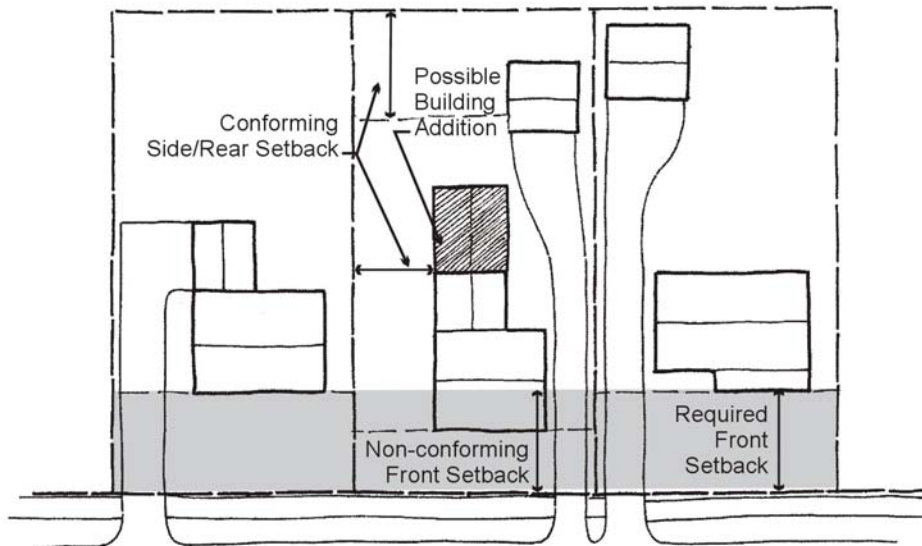 Conforming
Side/Rear Setback
Possible
Building
Addition
Non-conforming
Front Setback
Required
Front
Setback